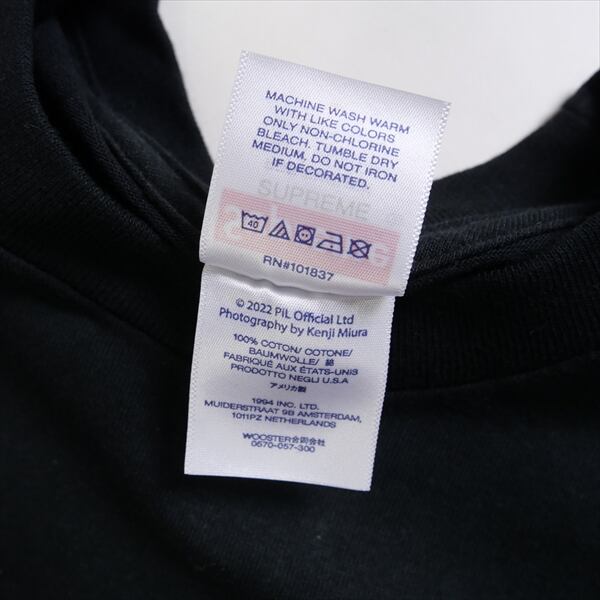 MACHINE WASH WARM
WITH LIKE COLORS
ONLY NON-CHLORINE
BLEACH. TUMBLE DRY
MEDIUM. DO NOT IRON
IF DECORATED.
SUPREME
40
RN#101837
© 2022 PiL Official Ltd
Photography by Kenji Miura
100% COTTON/ COTONE/
BAUMWOLLE/ 綿
FABRIQUÉ AUX ÉTATS-UNIS
PRODOTTO NEGLI U.S.A
アメリカ製
1994 INC. LTD.
MUIDERSTRAAT 9B AMSTERDAM,
1011PZ NETHERLANDS
WOOSTER合同会社
0570-057-300